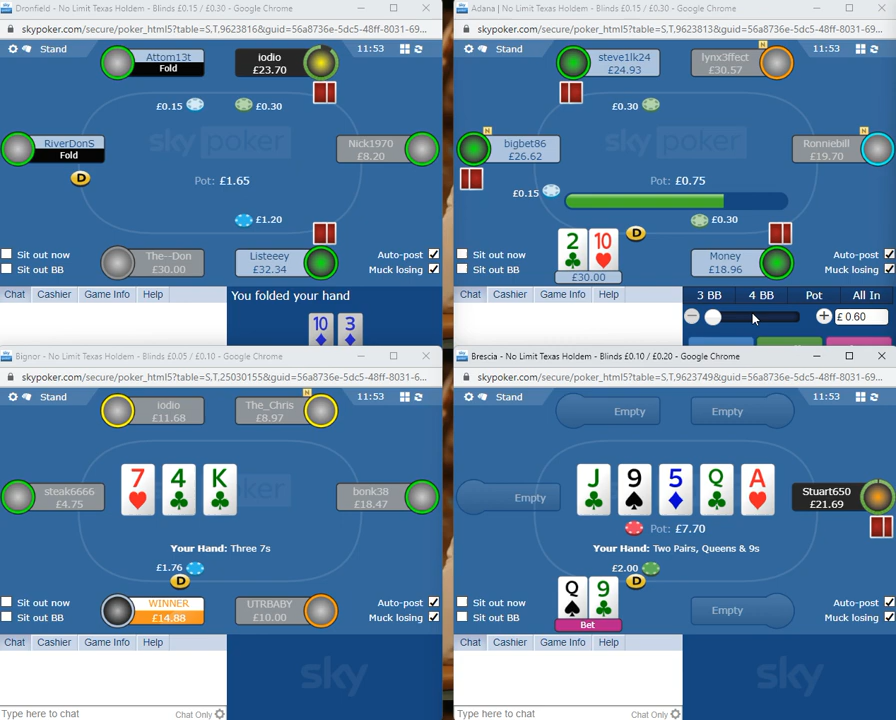 Dronfield - No Limit Texas Holdem - Blinds £0.15 / £0.30 - Google Chrome
skypoker.com/secure/poker_html5?table=S,T,9623816&guid=56a8736e-5dc5-48ff-8031-69...
Stand
11:53
Attom13t
Fold
iodio
£23.70
£0.15
£0.30
RiverDonS
Fold
sky poker
Nick1970
£8.20
D
Pot: £1.65
£1.20
Sit out now
Sit out BB
The--Don
£30.00
Listeeey
£32.34
Auto-post
Muck losing
Chat
Cashier
Game Info
Help
You folded your hand
10
3
Adana | No Limit Texas Holdem - Blinds £0.15 / £0.30 - Google Chrome
skypoker.com/secure/poker_html5?table=S,T,9623813&guid=56a8736e-5dc5-48ff-8031-69...
Stand
11:53
steve1lk24
£24.93
N
lynx3ffect
£30.57
£0.30
N
bigbet86
£26.62
sky poker
N
Ronniebill
£19.70
Pot: £0.75
£0.15
£0.30
2
10
£30.00
D
Money
£18.96
Sit out now
Sit out BB
Auto-post
Muck losing
Chat
Cashier
Game Info
Help
3 BB
4 BB
Pot
All In
£ 0.60
Bignor - No Limit Texas Holdem - Blinds £0.05 / £0.10 - Google Chrome
skypoker.com/secure/poker_html5?table=S,T,25030155&guid=56a8736e-5dc5-48ff-8031-6...
Stand
11:53
iodio
£11.68
The_Chris
£8.97
N
steak6666
£4.75
7
4
K
bonk38
£18.47
Your Hand: Three 7s
£1.76
D
Sit out now
Sit out BB
WINNER
£14.88
UTRBABY
£10.00
Auto-post
Muck losing
Chat
Cashier
Game Info
Help
sky
Type here to chat
Chat Only
Brescia - No Limit Texas Holdem - Blinds £0.10 / £0.20 - Google Chrome
skypoker.com/secure/poker_html5?table=S,T,9623749&guid=56a8736e-5dc5-48ff-8031-69...
Stand
11:53
Empty
Empty
Empty
J
9
5
Q
A
Stuart650
£21.69
Pot: £7.70
Your Hand: Two Pairs, Queens & 9s
£2.00
Q
9
Bet
D
Empty
Sit out now
Sit out BB
Auto-post
Muck losing
Chat
Cashier
Game Info
Help
sky
Type here to chat
Chat Only